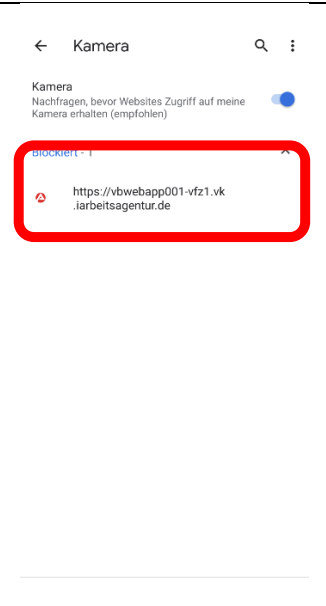 Kamera
Kamera
Nachfragen, bevor Websites Zugriff auf meine
Kamera erhalten (empfohlen)
Blockiert - 1
https://vbwebapp001-vfz1.vk
.iarbeitsagentur.de